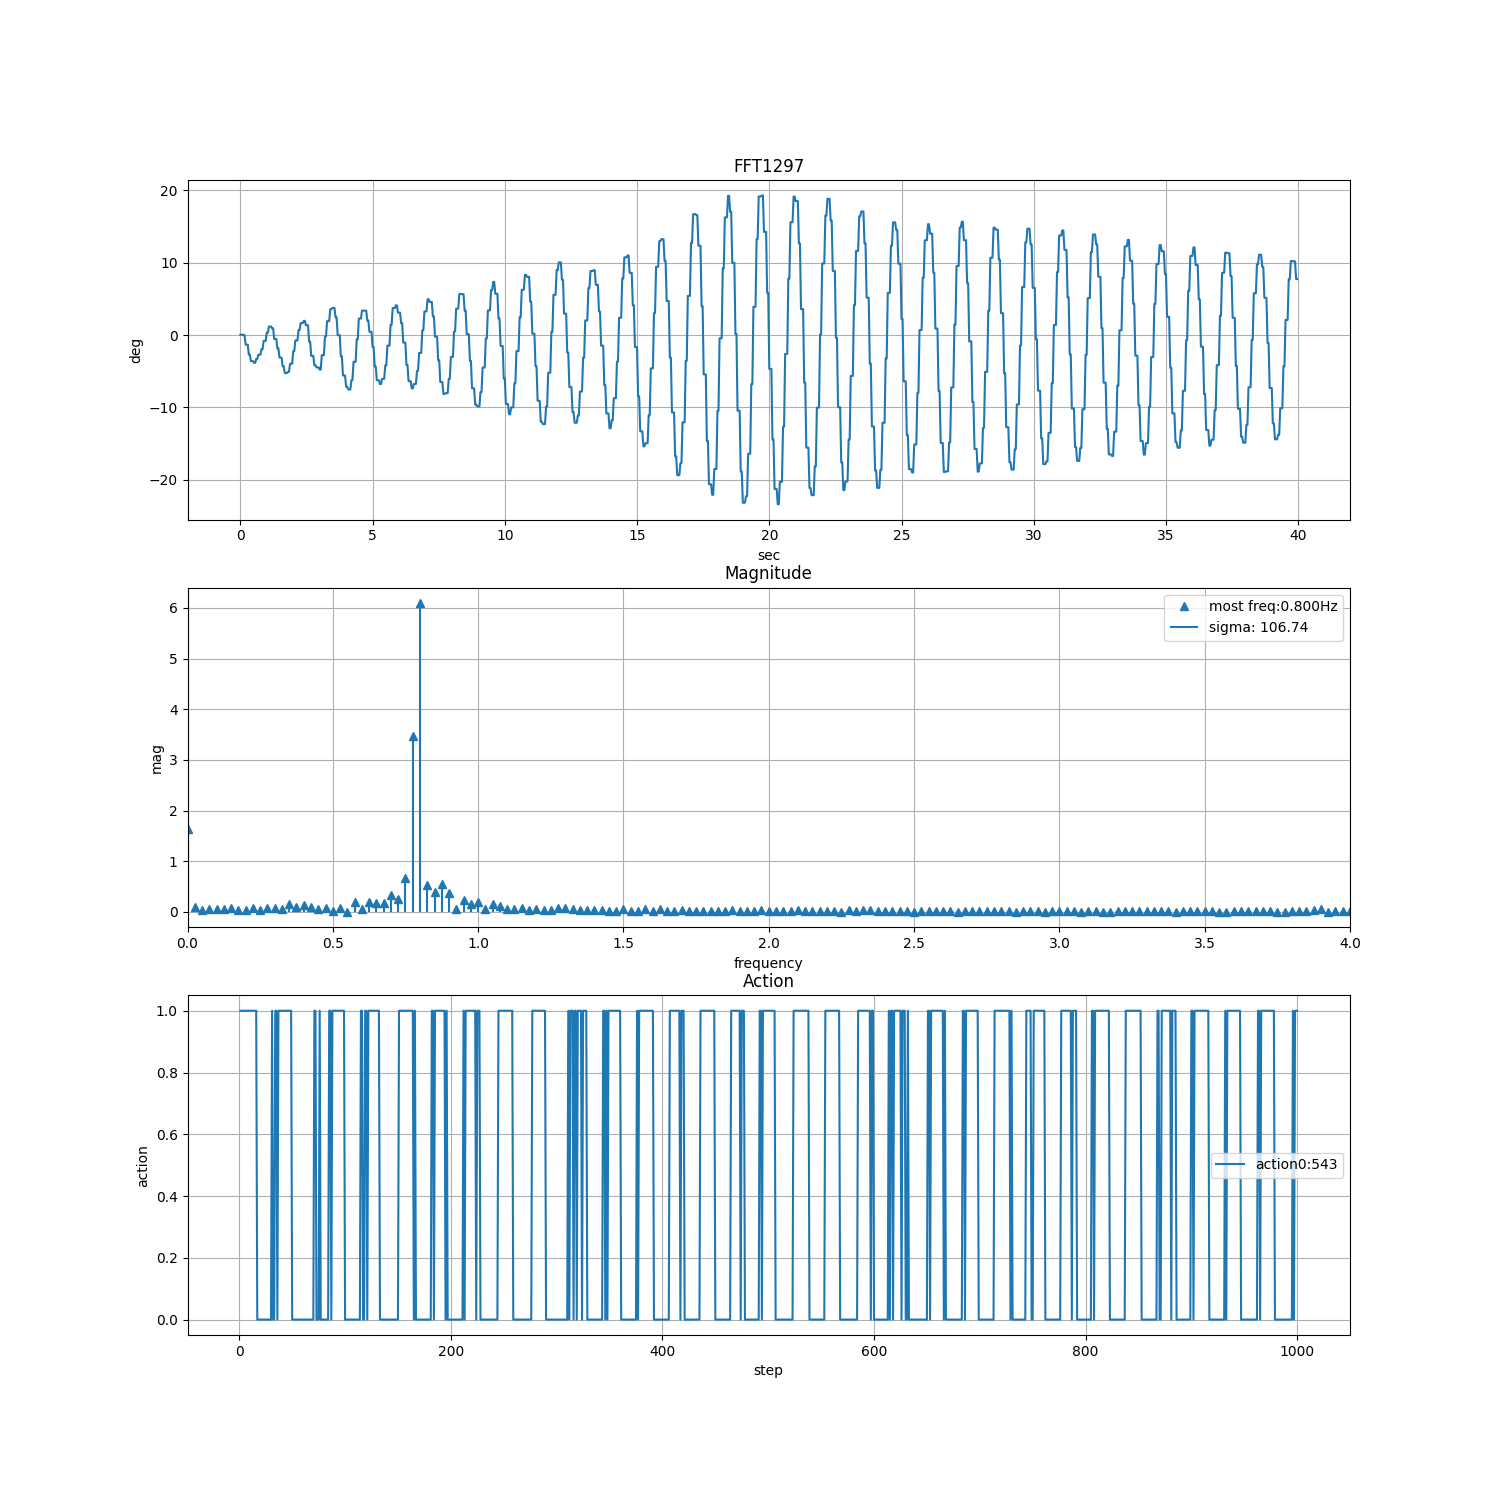 FFT1297
20
10
0
−10
−20
deg
0 5 10 15 20 25 30 35 40
sec
Magnitude
6
5
4
3
2
1
0
mag
most freq:0.800Hz
sigma: 106.74
0.0 0.5 1.0 1.5 2.0 2.5 3.0 3.5 4.0
frequency
Action
1.0
0.8
0.6
0.4
0.2
0.0
action
action0:543
0 200 400 600 800 1000
step